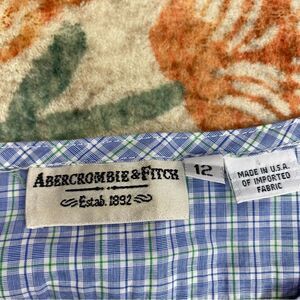 ABERCROMBIE & FITCH
Estab. 1892
12
MADE IN U.S.A.
OF IMPORTED
FABRIC